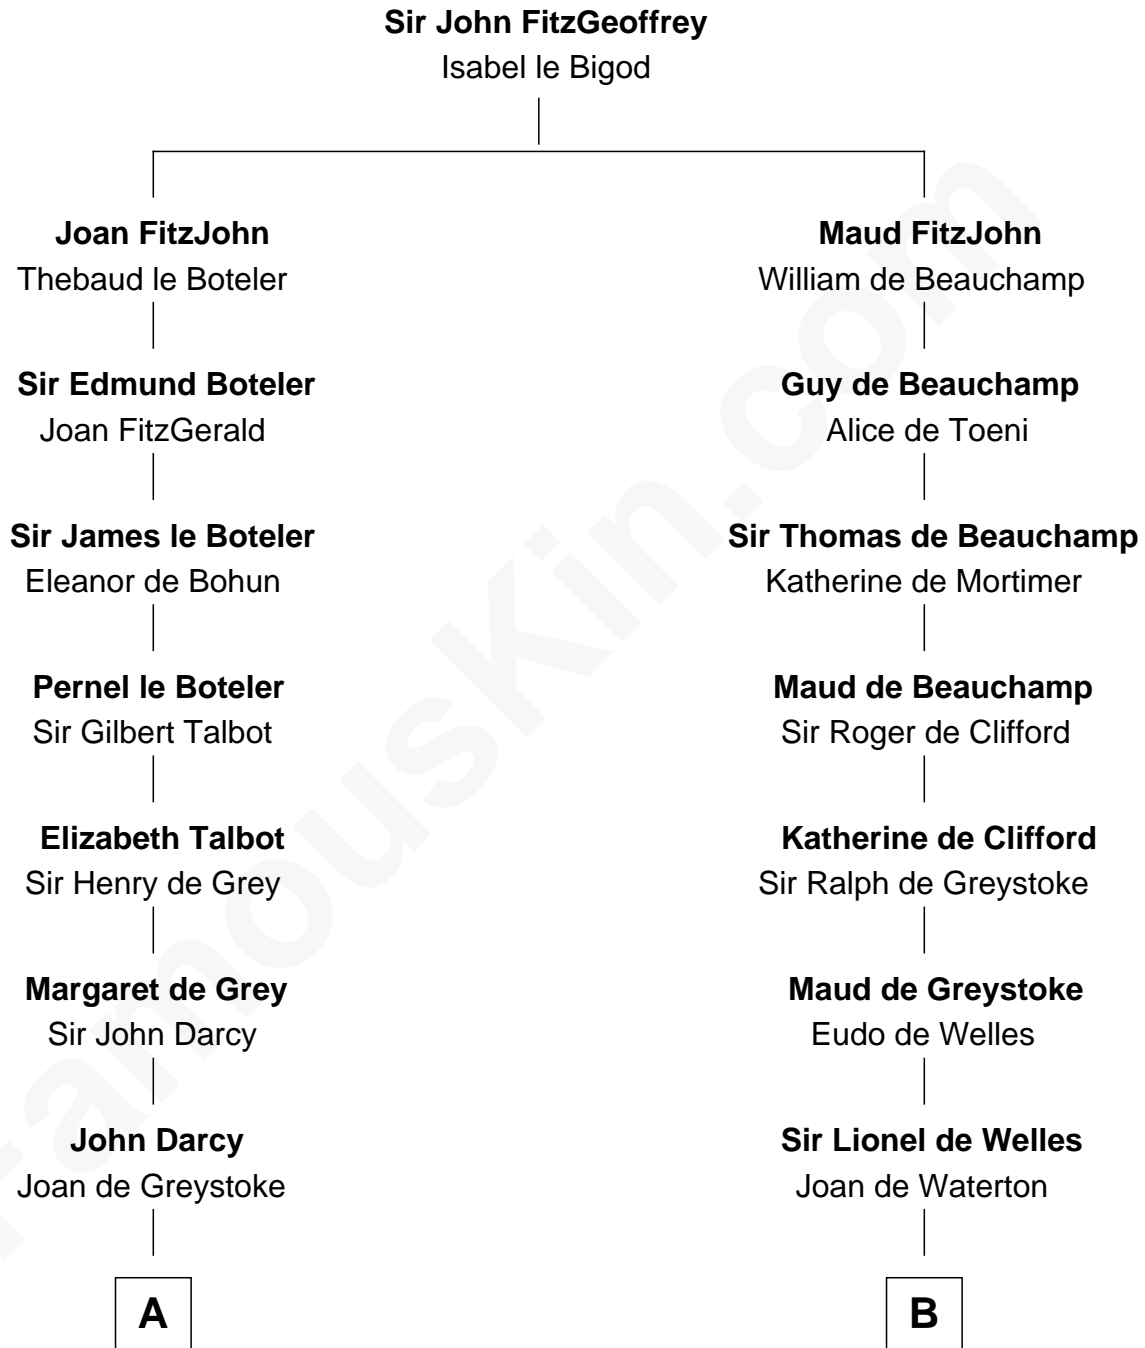 Sir John FitzGeoffrey
Isabel le Bigod
Joan FitzJohn
Thebaud le Boteler
Maud FitzJohn
William de Beauchamp
Sir Edmund Boteler
Joan FitzGerald
Guy de Beauchamp
Alice de Toeni
Sir James le Boteler
Eleanor de Bohun
Sir Thomas de Beauchamp
Katherine de Mortimer
Pernel le Boteler
Sir Gilbert Talbot
Maud de Beauchamp
Sir Roger de Clifford
Elizabeth Talbot
Sir Henry de Grey
Katherine de Clifford
Sir Ralph de Greystoke
Margaret de Grey
Sir John Darcy
Maud de Greystoke
Eudo de Welles
John Darcy
Joan de Greystoke
Sir Lionel de Welles
Joan de Waterton
A
B
FamousKin.com